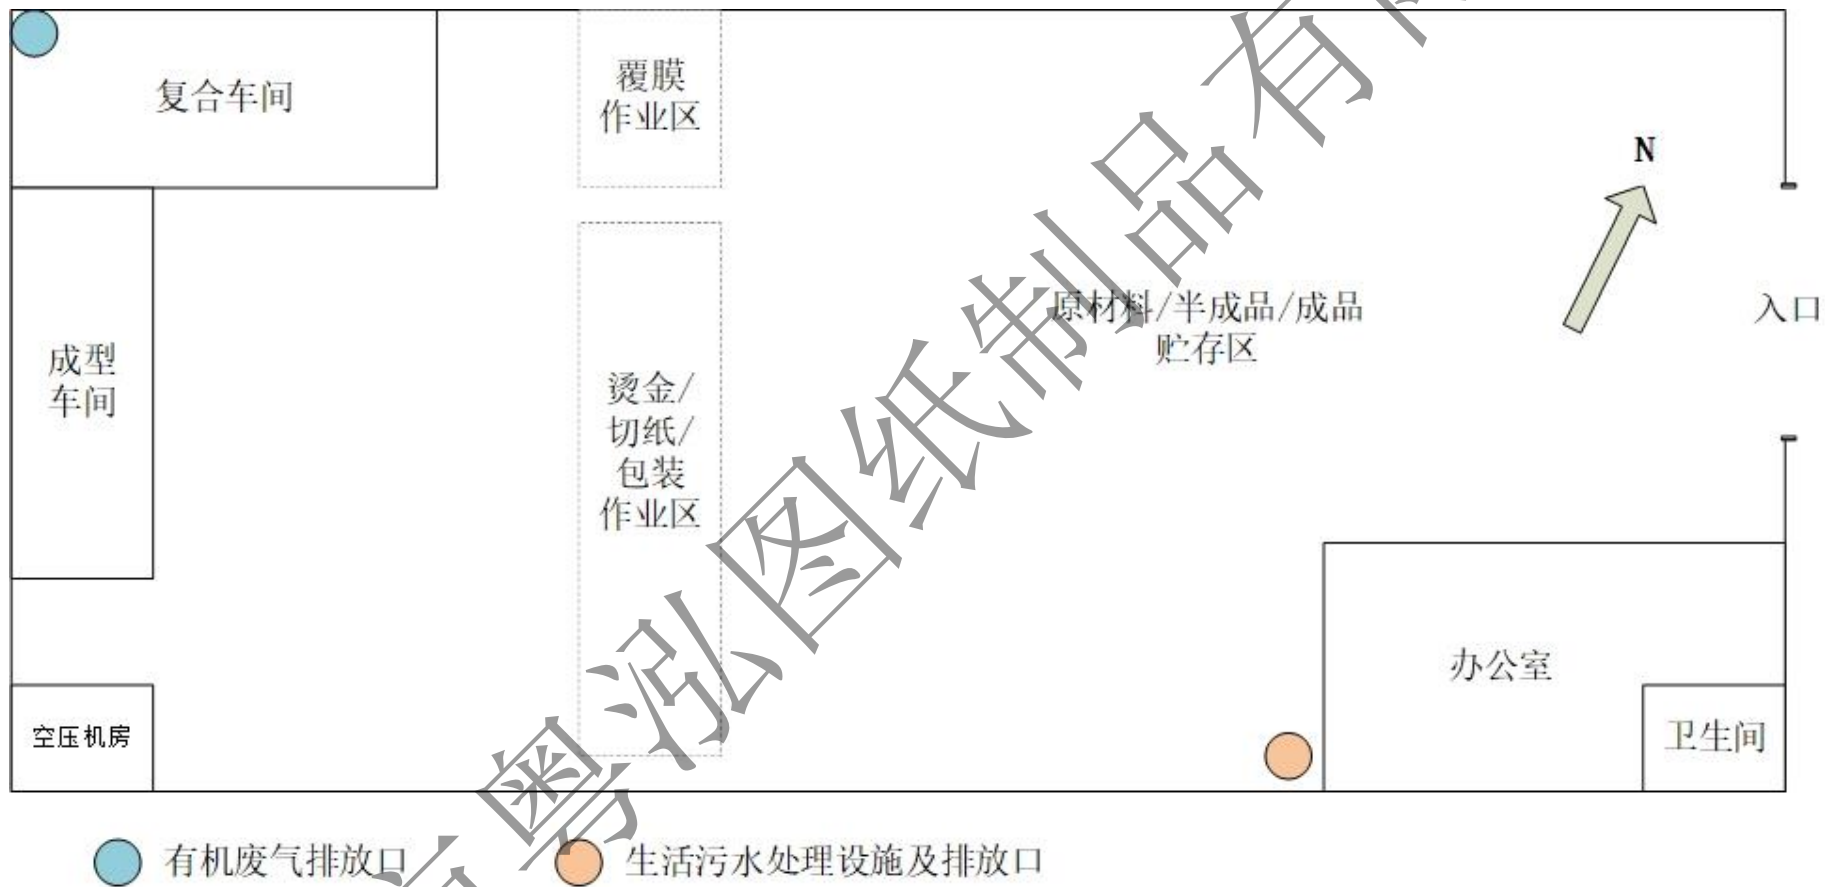 复合车间
覆膜
作业区
N
原材料/半成品/成品
贮存区
入口
成型
车间
烫金/
切纸/
包装
作业区
办公室
空压机房
卫生间
有机废气排放口
生活污水处理设施及排放口
粤泓图纸制品有